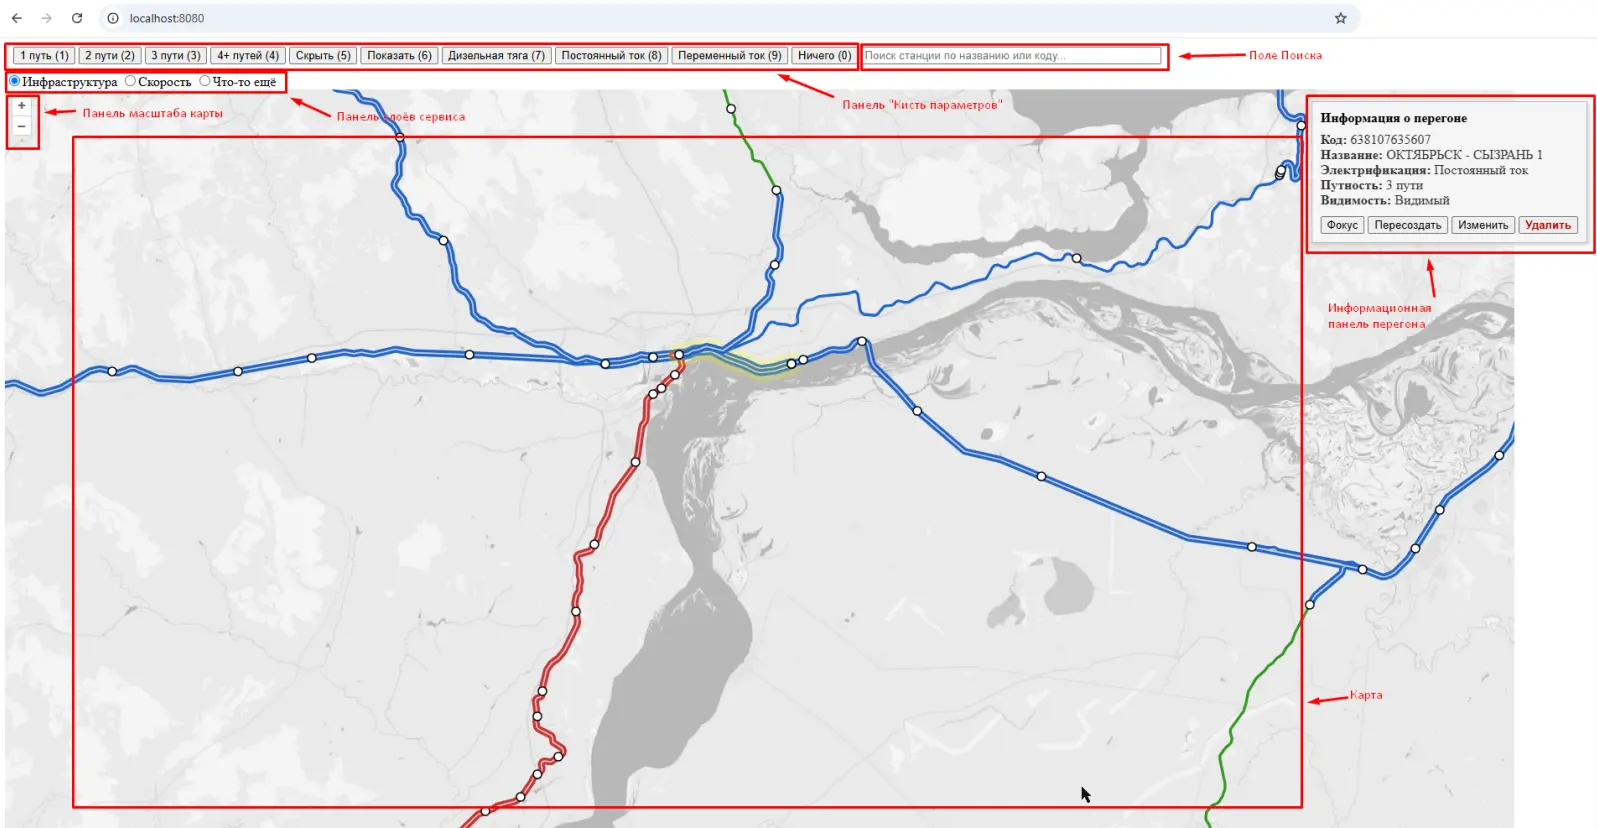 localhost:8080
1 путь (1) 2 пути (2) 3 пути (3) 4+ путей (4) Скрыть (5) Показать (6) Дизельная тяга (7) Постоянный ток (8) Переменный ток (9) Ничего (0) Поиск станции по названию или коду...
Поле Поиска
Инфраструктура Скорость Что-то ещё
Панель "Кисть параметров"
+
−
Панель масштаба карты
Панель слоёв сервиса
Информация о перегоне
Код: 638107635607
Название: ОКТЯБРЬСК - СЫЗРАНЬ 1
Электрификация: Постоянный ток
Путность: 3 пути
Видимость: Видимый
Фокус Пересоздать Изменить Удалить
Информационная
панель перегона
Карта